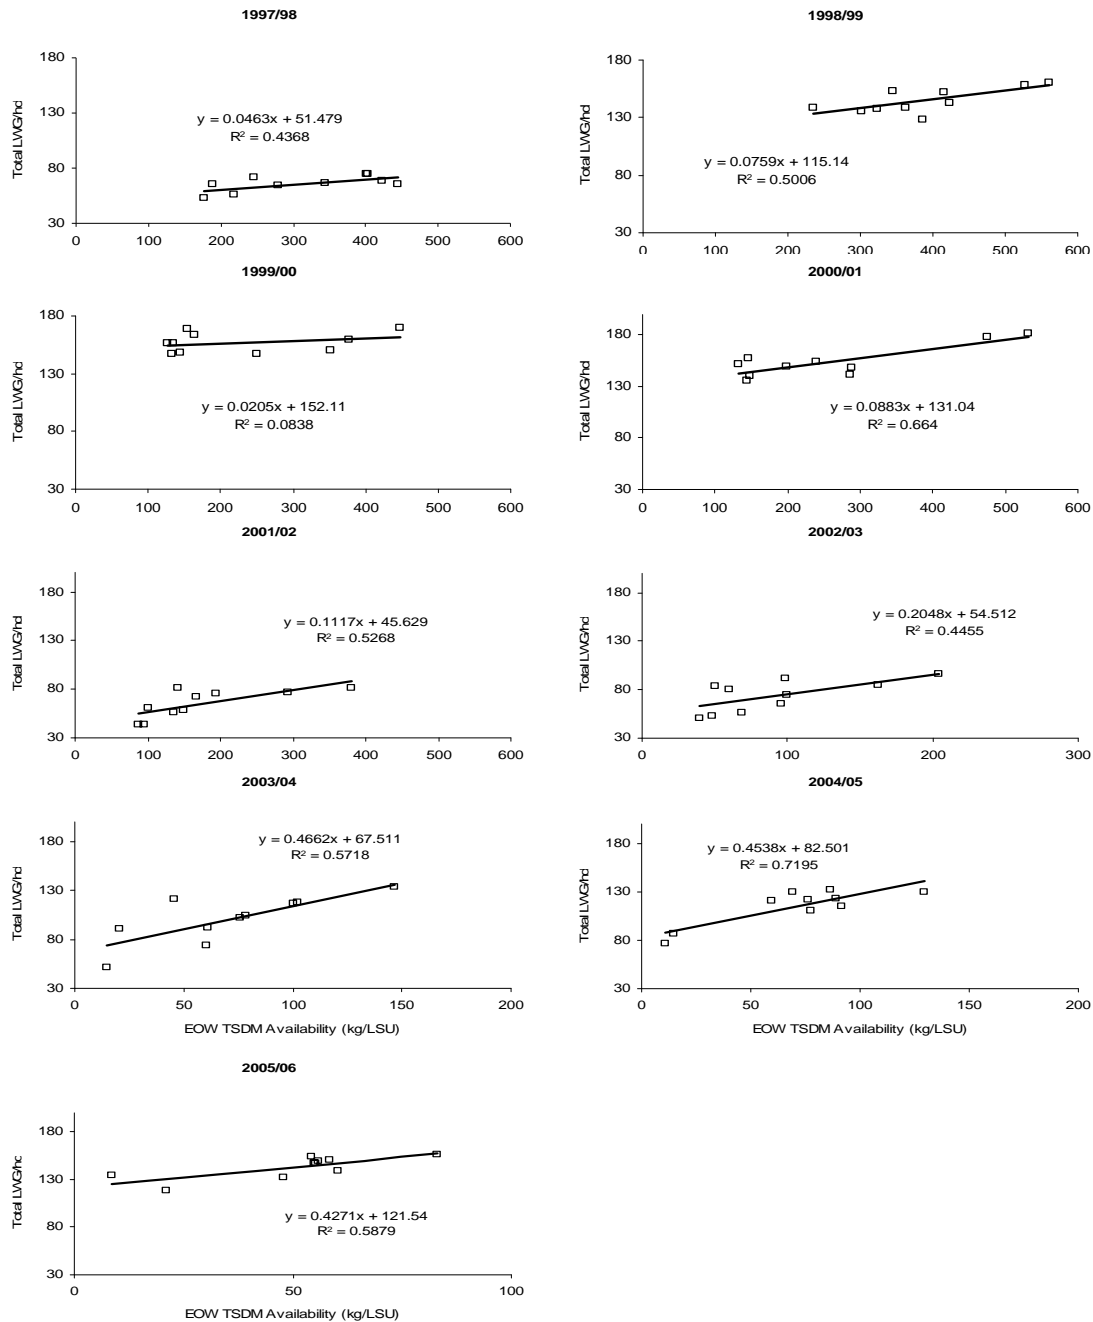 1997/98
Total LWG/hd
180
130
80
30
y = 0.0463x + 51.479
R² = 0.4368
0 100 200 300 400 500 600
1998/99
Total LWG/hd
180
130
80
30
y = 0.0759x + 115.14
R² = 0.5006
0 100 200 300 400 500 600
1999/00
Total LWG/hd
180
130
80
30
y = 0.0205x + 152.11
R² = 0.0838
0 100 200 300 400 500 600
2000/01
Total LWG/hd
180
130
80
30
y = 0.0883x + 131.04
R² = 0.664
0 100 200 300 400 500 600
2001/02
Total LWG/hd
180
130
80
30
y = 0.1117x + 45.629
R² = 0.5268
0 100 200 300 400 500 600
2002/03
Total LWG/hd
180
130
80
30
y = 0.2048x + 54.512
R² = 0.4455
0 100 200 300
2003/04
Total LWG/hd
180
130
80
30
y = 0.4662x + 67.511
R² = 0.5718
0 50 100 150 200
EOW TSDM Availability (kg/LSU)
2004/05
Total LWG/hd
180
130
80
30
y = 0.4538x + 82.501
R² = 0.7195
0 50 100 150 200
EOW TSDM Availability (kg/LSU)
2005/06
Total LWG/hd
180
130
80
30
y = 0.4271x + 121.54
R² = 0.5879
0 50 100
EOW TSDM Availability (kg/LSU)